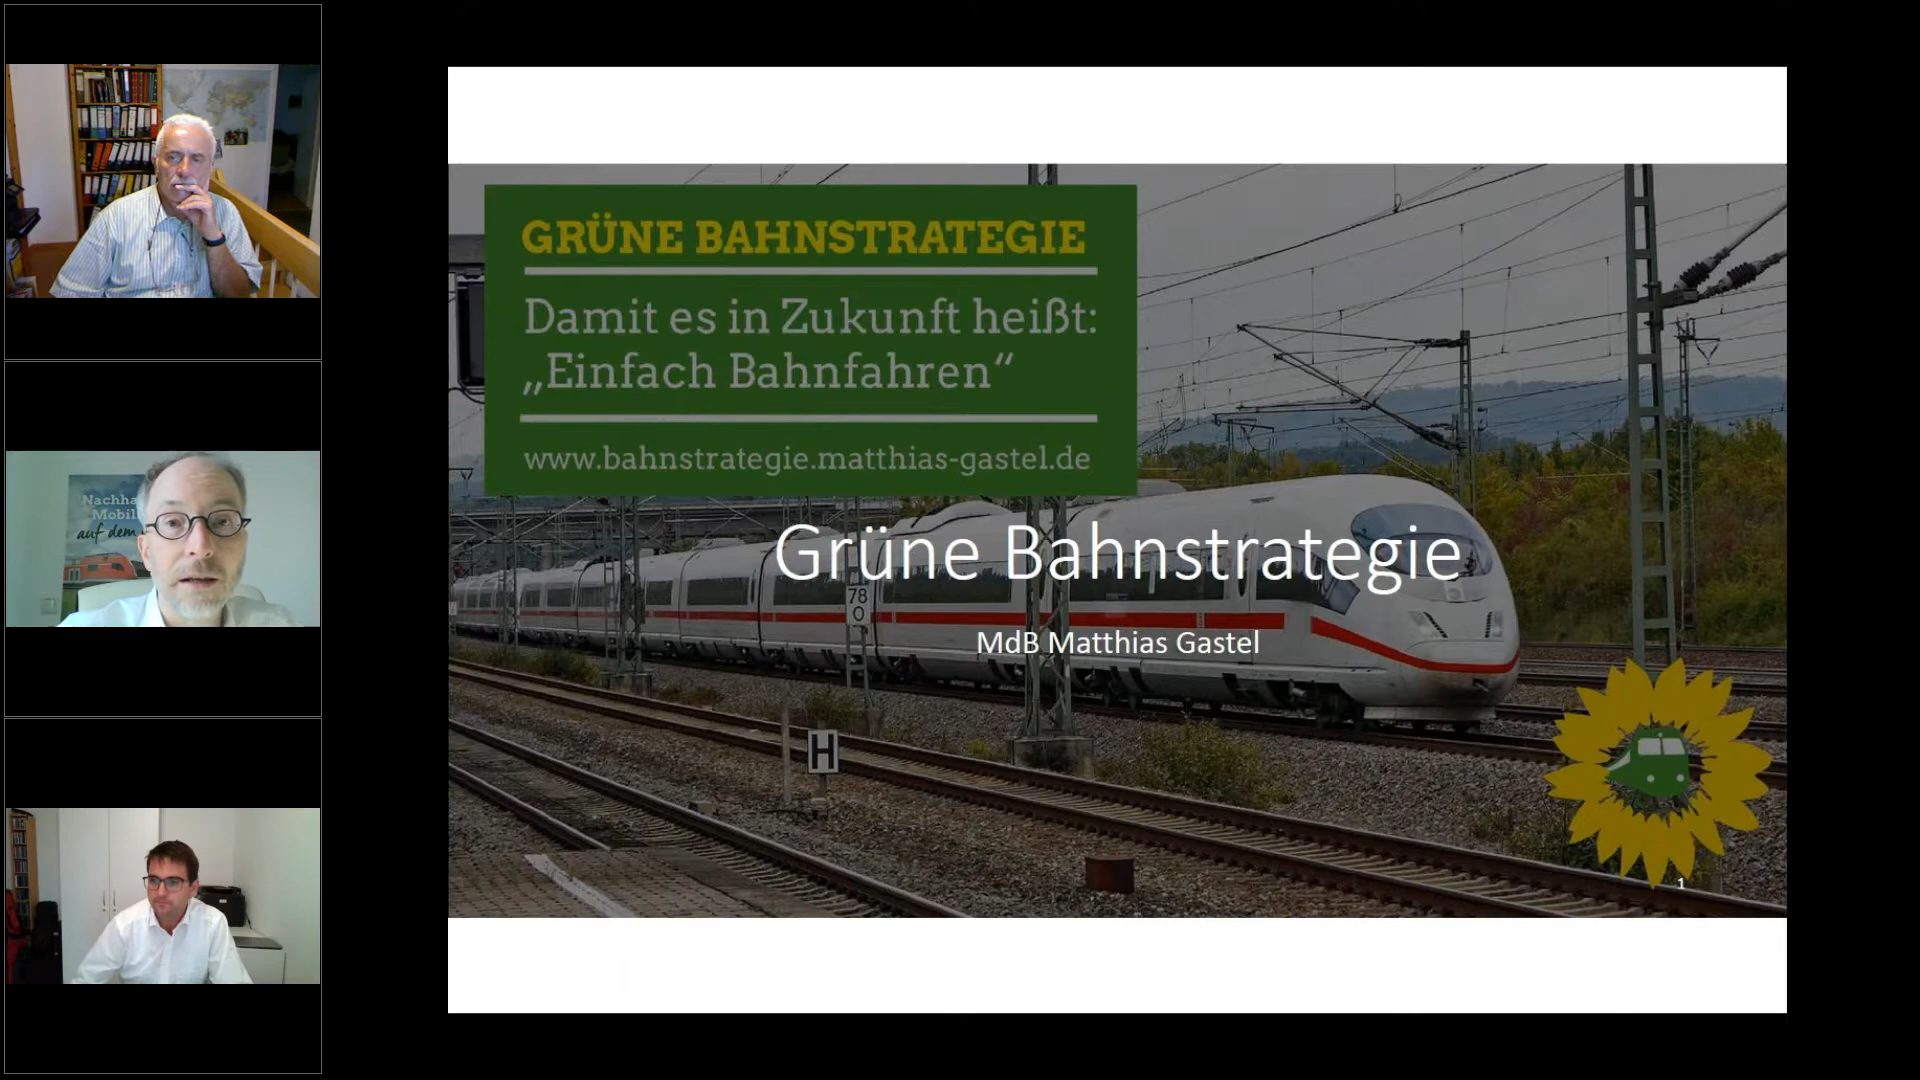 Nachha
Mobil
auf dem
GRÜNE BAHNSTRATEGIE
Damit es in Zukunft heißt:
„Einfach Bahnfahren“
www.bahnstrategie.matthias-gastel.de
Grüne Bahnstrategie
MdB Matthias Gastel
78
0
H
1